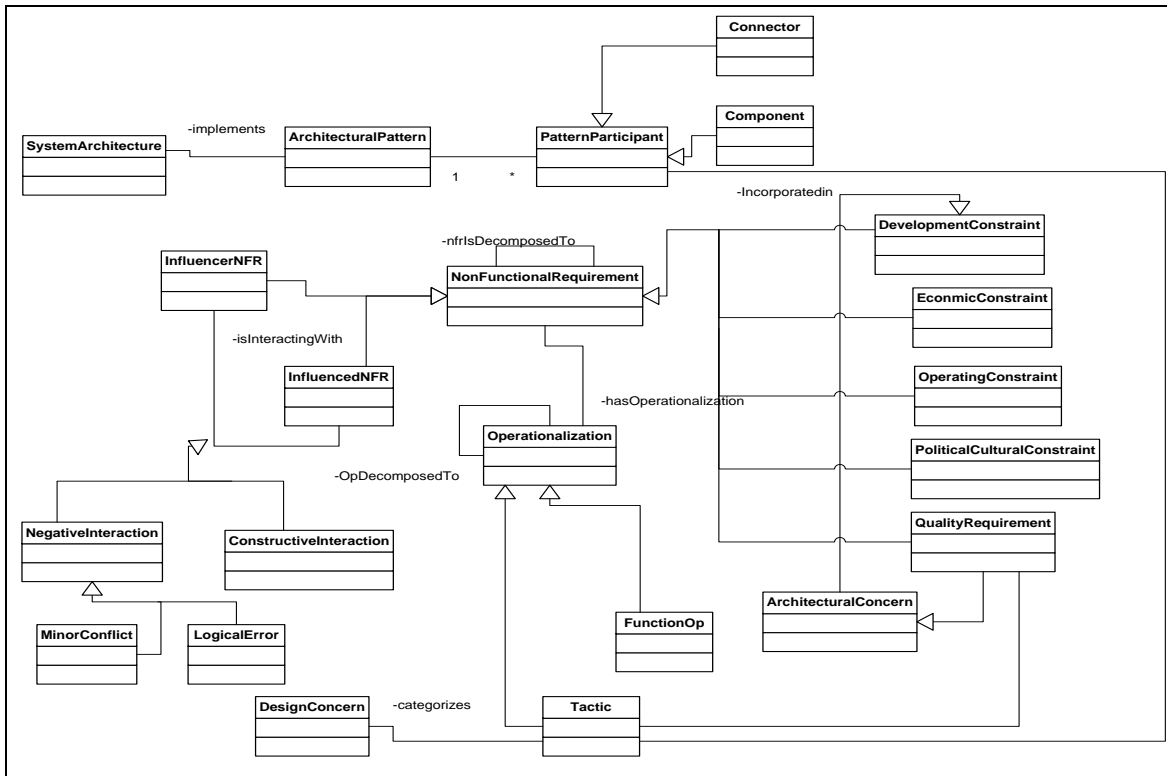 Connector
-implements
ArchitecturalPattern
PatternParticipant
Component
SystemArchitecture
1
*
-Incorporatedin
DevelopmentConstraint
-nfrIsDecomposedTo
InfluencerNFR
NonFunctionalRequirement
EconmicConstraint
-isInteractingWith
InfluencedNFR
OperatingConstraint
-hasOperationalization
Operationalization
PoliticalCulturalConstraint
-OpDecomposedTo
QualityRequirement
NegativeInteraction
ConstructiveInteraction
ArchitecturalConcern
MinorConflict
LogicalError
FunctionOp
DesignConcern
-categorizes
Tactic